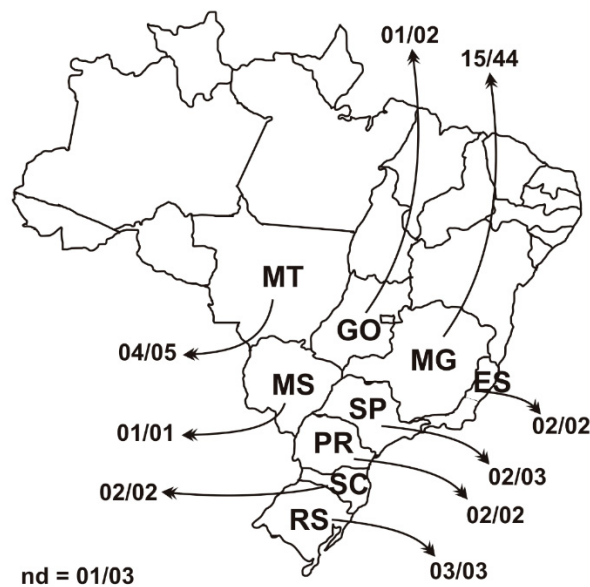 01/02
15/44
MT
GO
04/05
MG
MS
ES
SP
02/02
01/01
PR
02/03
SC
02/02
02/02
RS
03/03
nd = 01/03